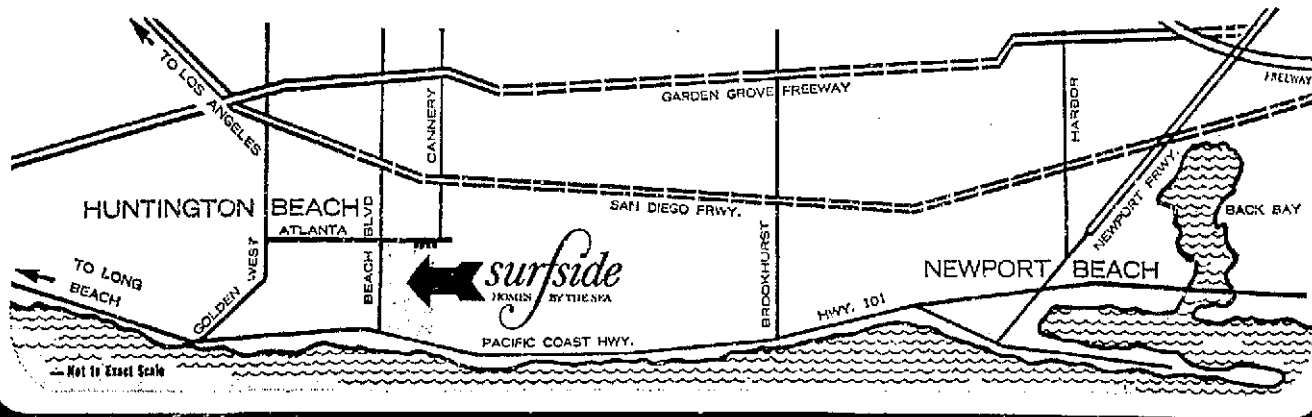 TO LOS ANGELES
CANNERY
GARDEN GROVE FREEWAY
HARBOR
FREEWAY
HUNTINGTON BEACH
BEACH BLVD
SAN DIEGO FRWY.
NEWPORT FRWY.
BACK BAY
ATLANTA
GOLDEN WEST
BROOKHURST
surfside
HOMES BY THE SEA
NEWPORT BEACH
TO LONG
BEACH
HWY. 101
PACIFIC COAST HWY.
Not to Exact Scale